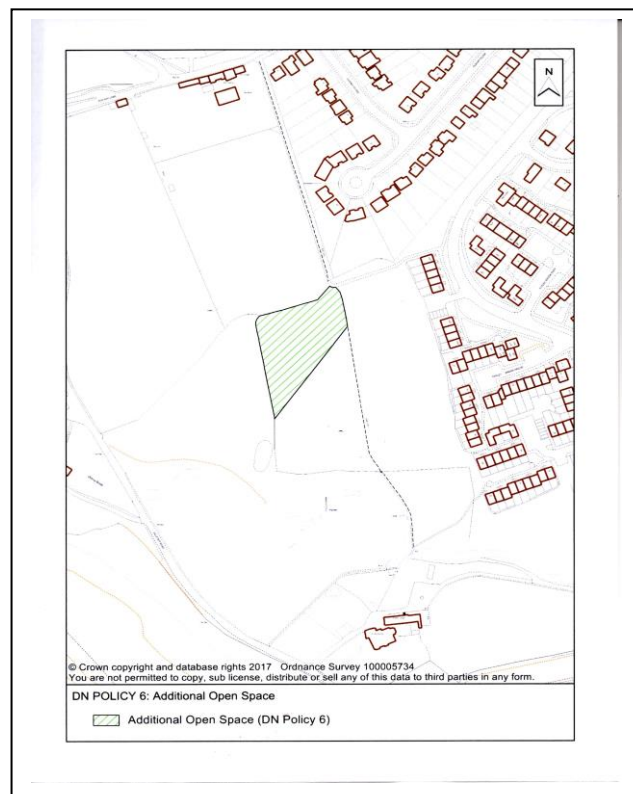 N
© Crown copyright and database rights 2017 Ordnance Survey 100005734
You are not permitted to copy, sub license, distribute or sell any of this data to third parties in any form.
DN POLICY 6: Additional Open Space
Additional Open Space (DN Policy 6)